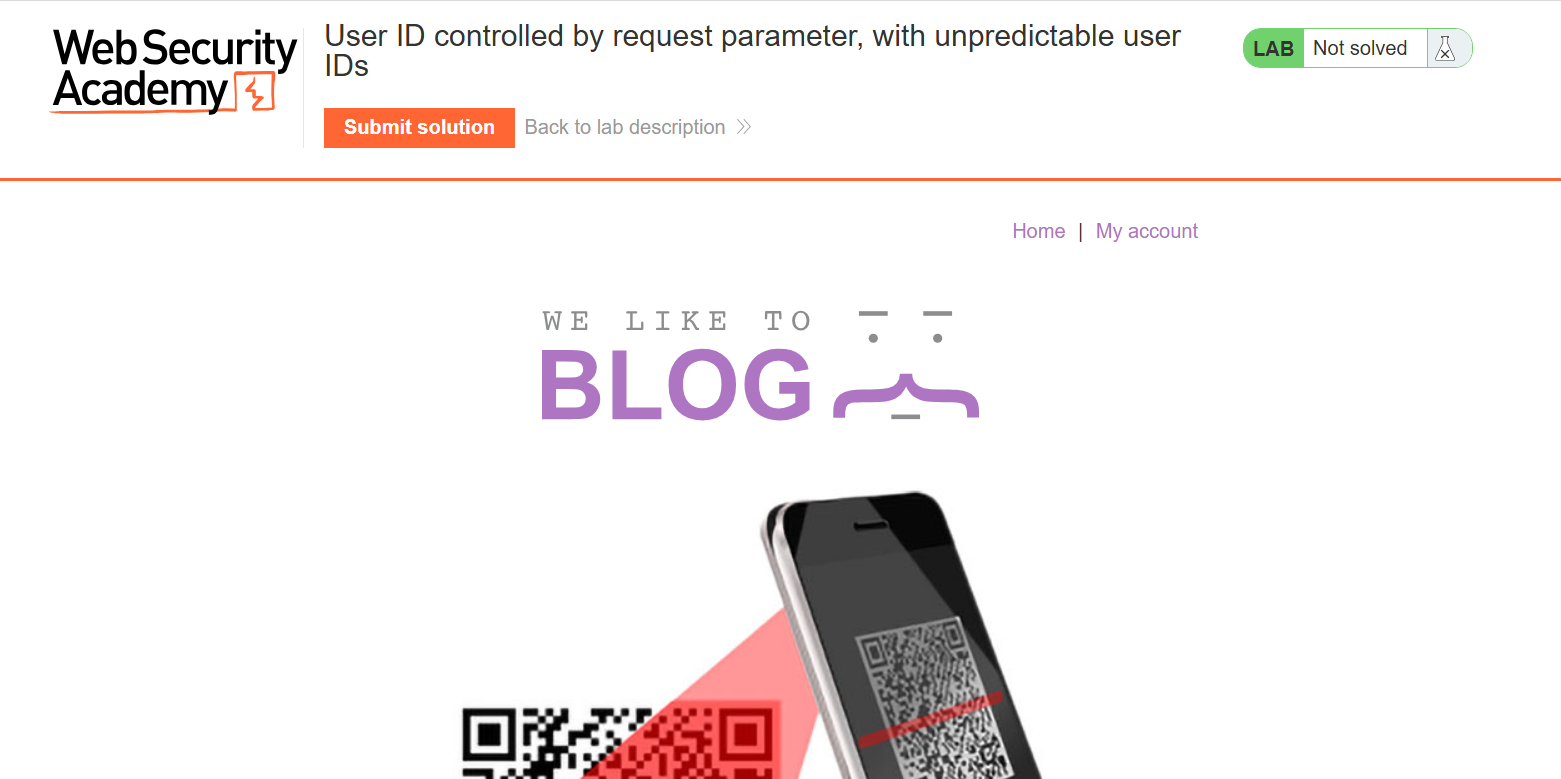 Web Security
Academy
User ID controlled by request parameter, with unpredictable user
IDs
LAB Not solved
Submit solution Back to lab description
Home | My account
WE LIKE TO
BLOG